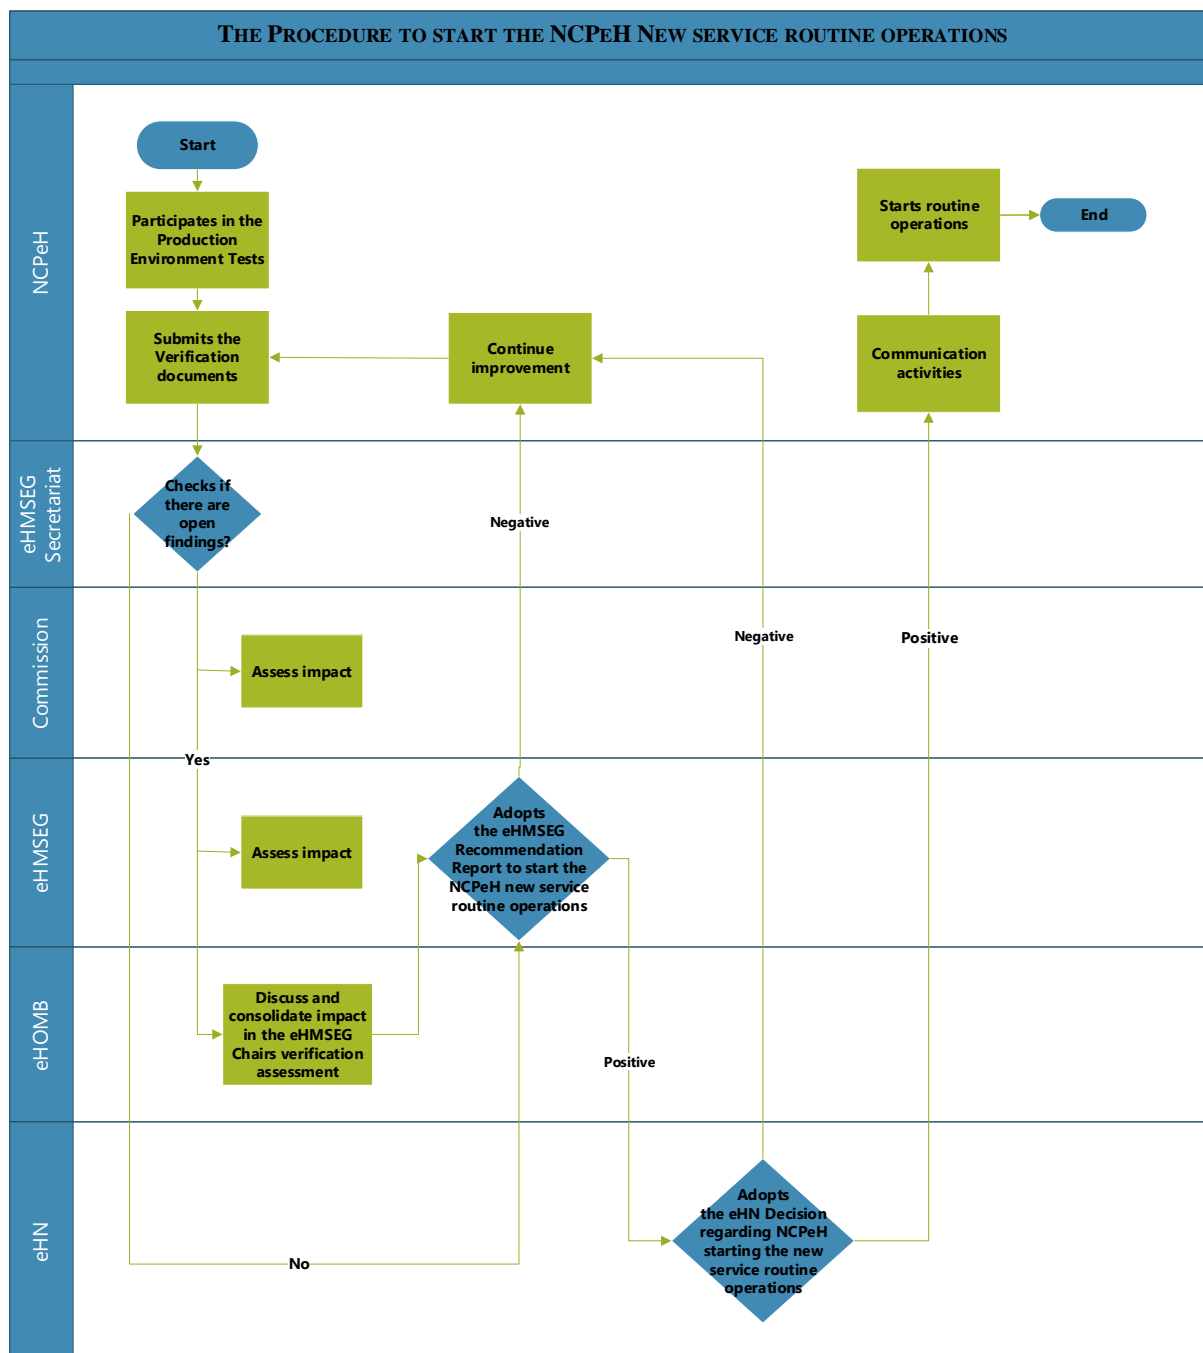 THE PROCEDURE TO START THE NCPEH NEW SERVICE ROUTINE OPERATIONS
NCPeH
Start
Participates in the
Production
Environment Tests
Submits the
Verification
documents
Continue
improvement
Starts routine
operations
End
Communication
activities
eHMSEG
Secretariat
Checks if
there are
open
findings?
Negative
Commission
Assess impact
Negative
Positive
Yes
eHMSEG
Assess impact
Adopts
the eHMSEG
Recommendation
Report to start the
NCPeH new service
routine operations
eHOMB
Discuss and
consolidate impact
in the eHMSEG
Chairs verification
assessment
Positive
eHN
No
Adopts
the eHN Decision
regarding NCPeH
starting the new
service routine
operations